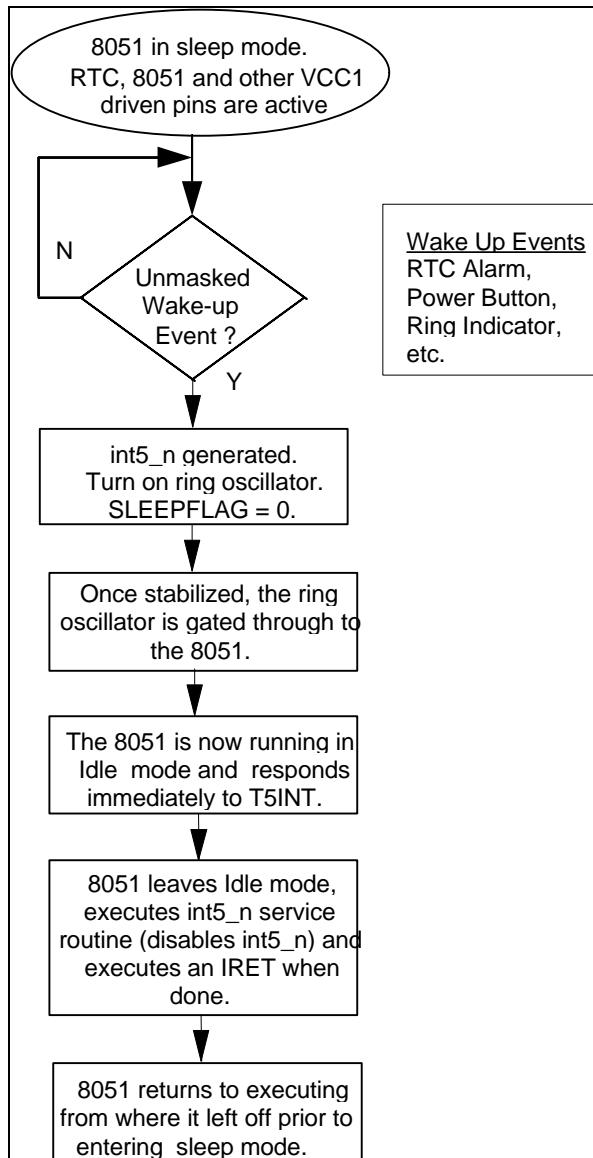 8051 in sleep mode.
RTC, 8051 and other VCC1
driven pins are active
N
Unmasked
Wake-up
Event ?
Y
Wake Up Events
RTC Alarm,
Power Button,
Ring Indicator,
etc.
int5_n generated.
Turn on ring oscillator.
SLEEPFLAG = 0.
Once stabilized, the ring
oscillator is gated through to
the 8051.
The 8051 is now running in
Idle mode and responds
immediately to T5INT.
8051 leaves Idle mode,
executes int5_n service
routine (disables int5_n) and
executes an IRET when
done.
8051 returns to executing
from where it left off prior to
entering sleep mode.